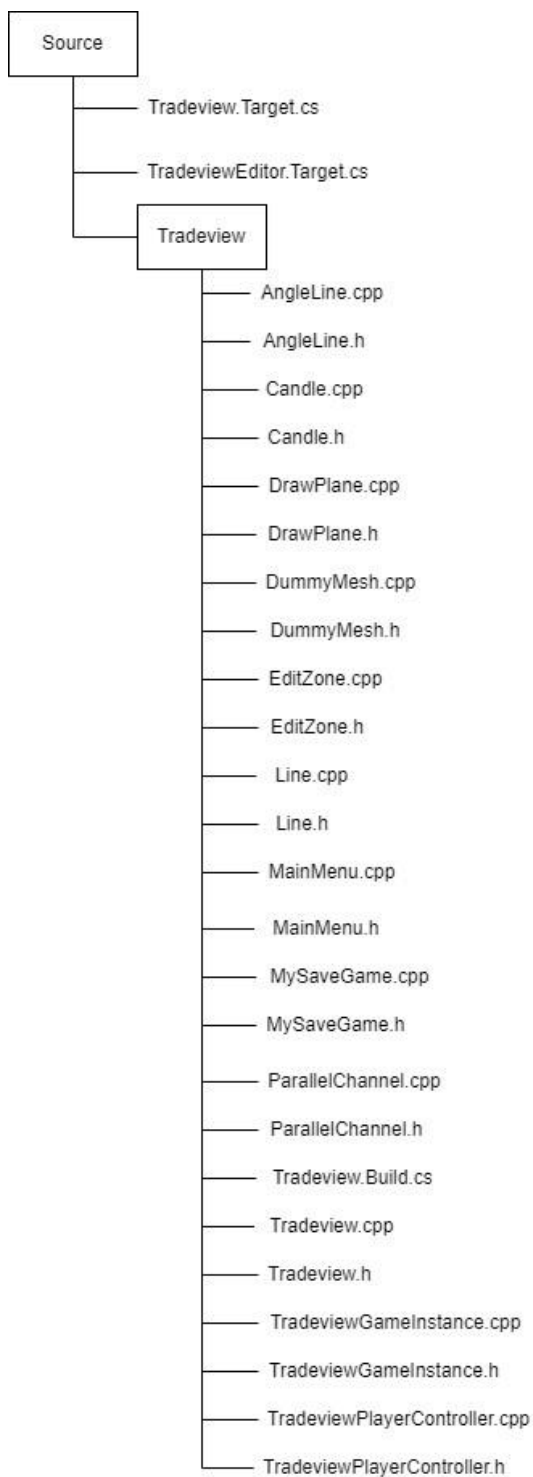 Source
Tradeview.Target.cs
TradeviewEditor.Target.cs
Tradeview
AngleLine.cpp
AngleLine.h
Candle.cpp
Candle.h
DrawPlane.cpp
DrawPlane.h
DummyMesh.cpp
DummyMesh.h
EditZone.cpp
EditZone.h
Line.cpp
Line.h
MainMenu.cpp
MainMenu.h
MySaveGame.cpp
MySaveGame.h
ParallelChannel.cpp
ParallelChannel.h
Tradeview.Build.cs
Tradeview.cpp
Tradeview.h
TradeviewGameInstance.cpp
TradeviewGameInstance.h
TradeviewPlayerController.cpp
TradeviewPlayerController.h